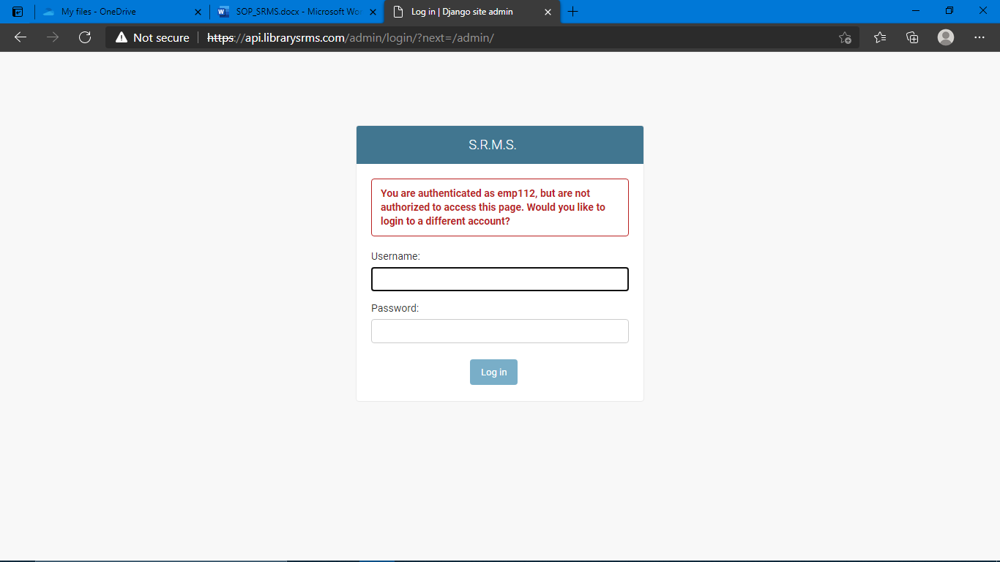 My files - OneDrive
SOP_SRMS.docx - Microsoft Wor
Log in | Django site admin
Not secure
https://api.librarysrms.com/admin/login/?next=/admin/
S.R.M.S.
You are authenticated as emp112, but are not
authorized to access this page. Would you like to
login to a different account?
Username:
Password:
Log in